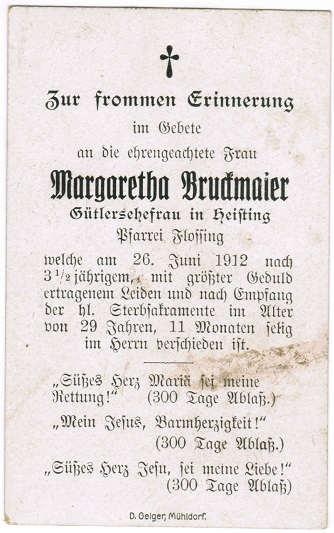 Zur frommen Erinnerung
im Gebete
an die ehrengeachtete Frau
Margaretha Bruckmaier
Gütlersehefrau in Heisting
Pfarrei Flossing
welche am 26. Juni 1912 nach
3 1/2 jährigem, mit größter Geduld
ertragenem Leiden und nach Empfang
der hl. Sterbsakramente im Alter
von 29 Jahren, 11 Monaten selig
im Herrn verschieden ist.
„Süßes Herz Mariä sei meine
Rettung!" (300 Tage Ablaß.)
„Mein Jesus, Barmherzigkeit!"
(300 Tage Ablaß.)
„Süßes Herz Jesu, sei meine Liebe!"
(300 Tage Ablaß)
D. Geiger, Mühldorf.